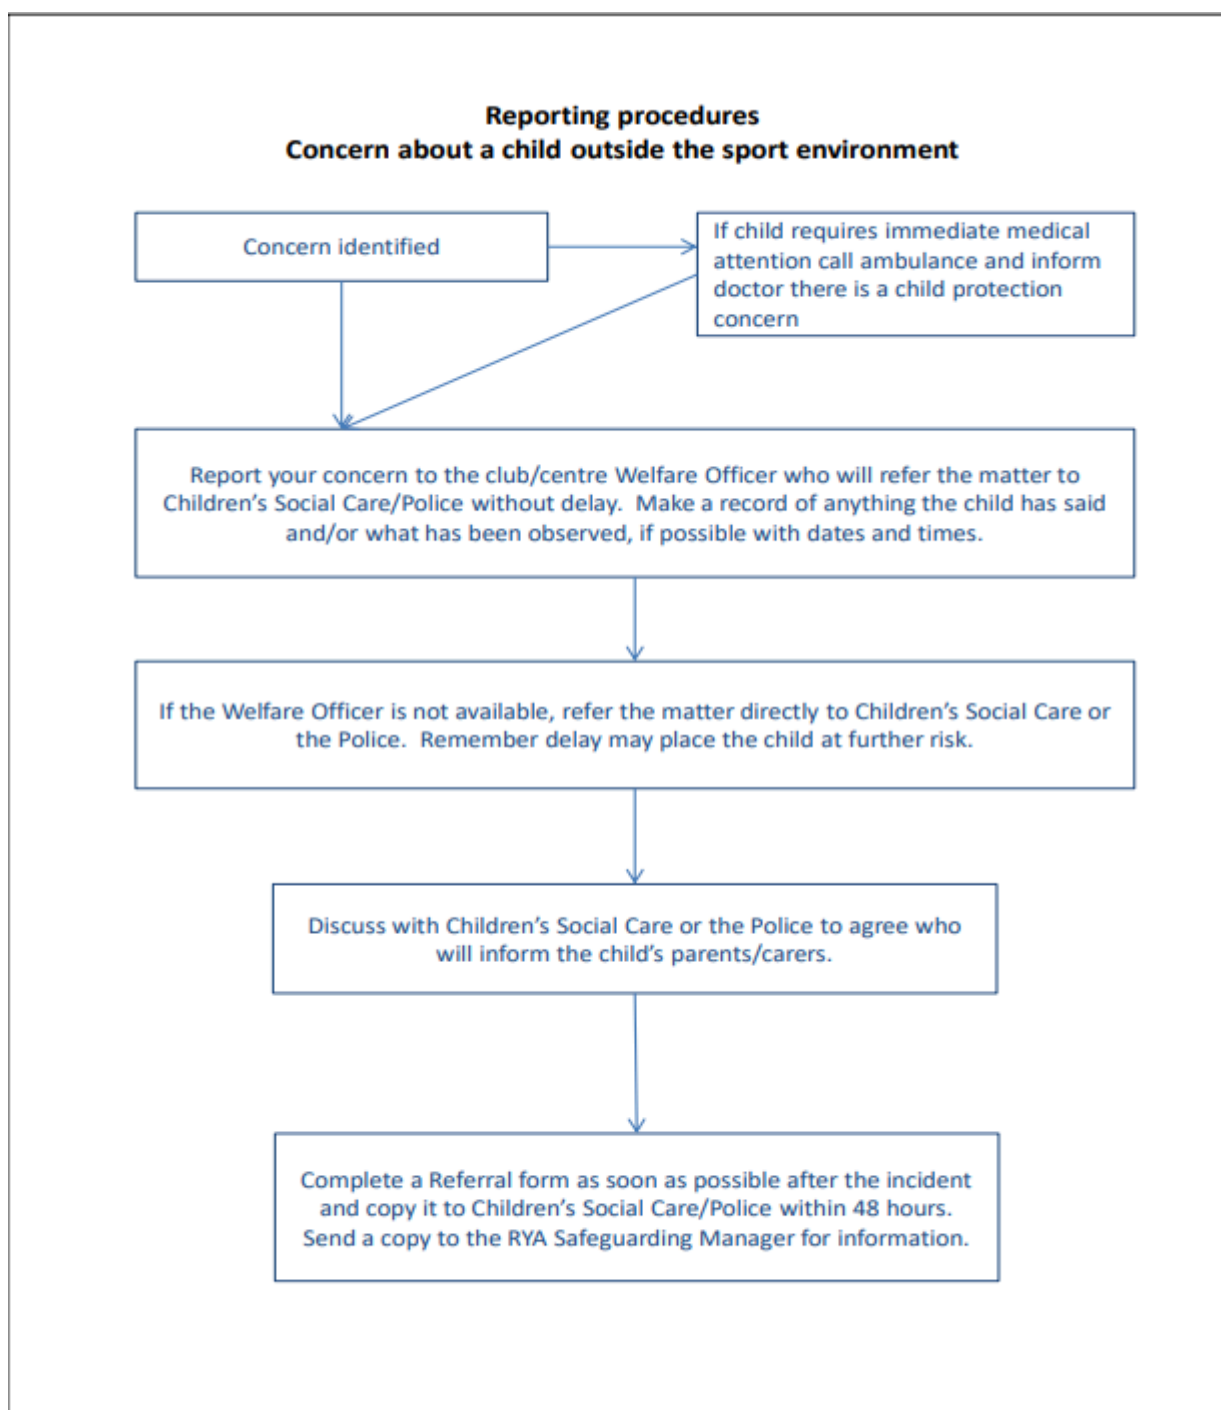 Reporting procedures
Concern about a child outside the sport environment
Concern identified
If child requires immediate medical
attention call ambulance and inform
doctor there is a child protection
concern
Report your concern to the club/centre Welfare Officer who will refer the matter to
Children’s Social Care/Police without delay.  Make a record of anything the child has said
and/or what has been observed, if possible with dates and times.
If the Welfare Officer is not available, refer the matter directly to Children’s Social Care or
the Police.  Remember delay may place the child at further risk.
Discuss with Children’s Social Care or the Police to agree who
will inform the child’s parents/carers.
Complete a Referral form as soon as possible after the incident
and copy it to Children’s Social Care/Police within 48 hours.
Send a copy to the RYA Safeguarding Manager for information.